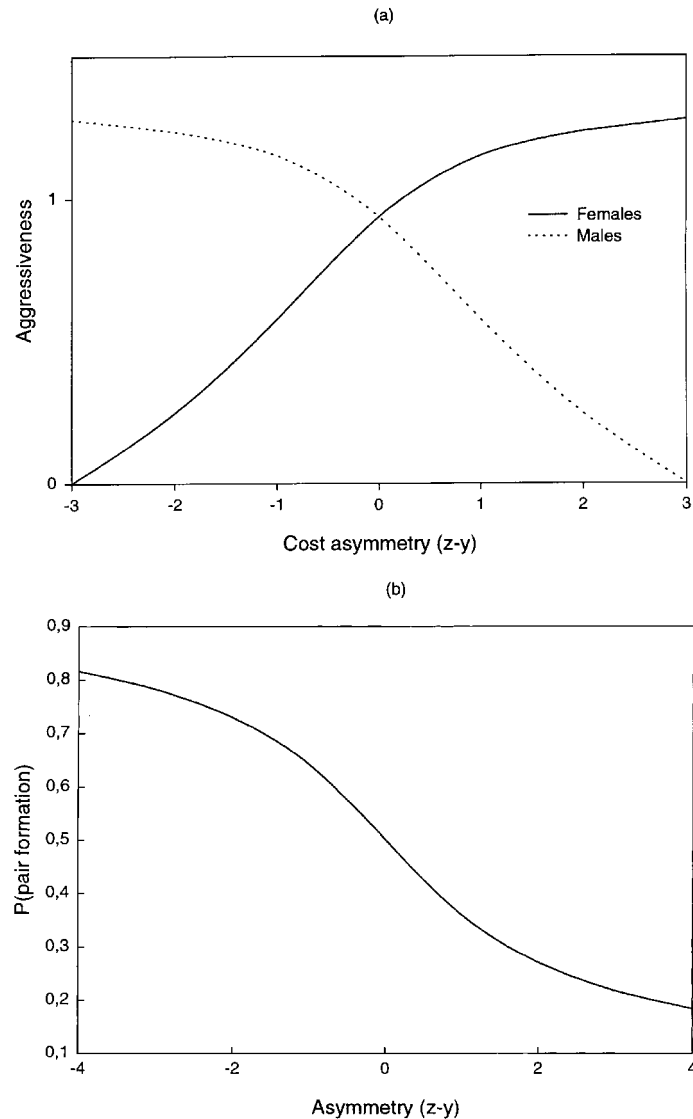 (a)
Aggressiveness
1
0
Females
Males
-3 -2 -1 0 1 2 3
Cost asymmetry (z-y)
(b)
P(pair formation)
0,9
0,8
0,7
0,6
0,5
0,4
0,3
0,2
0,1
-4 -2 0 2 4
Asymmetry (z-y)